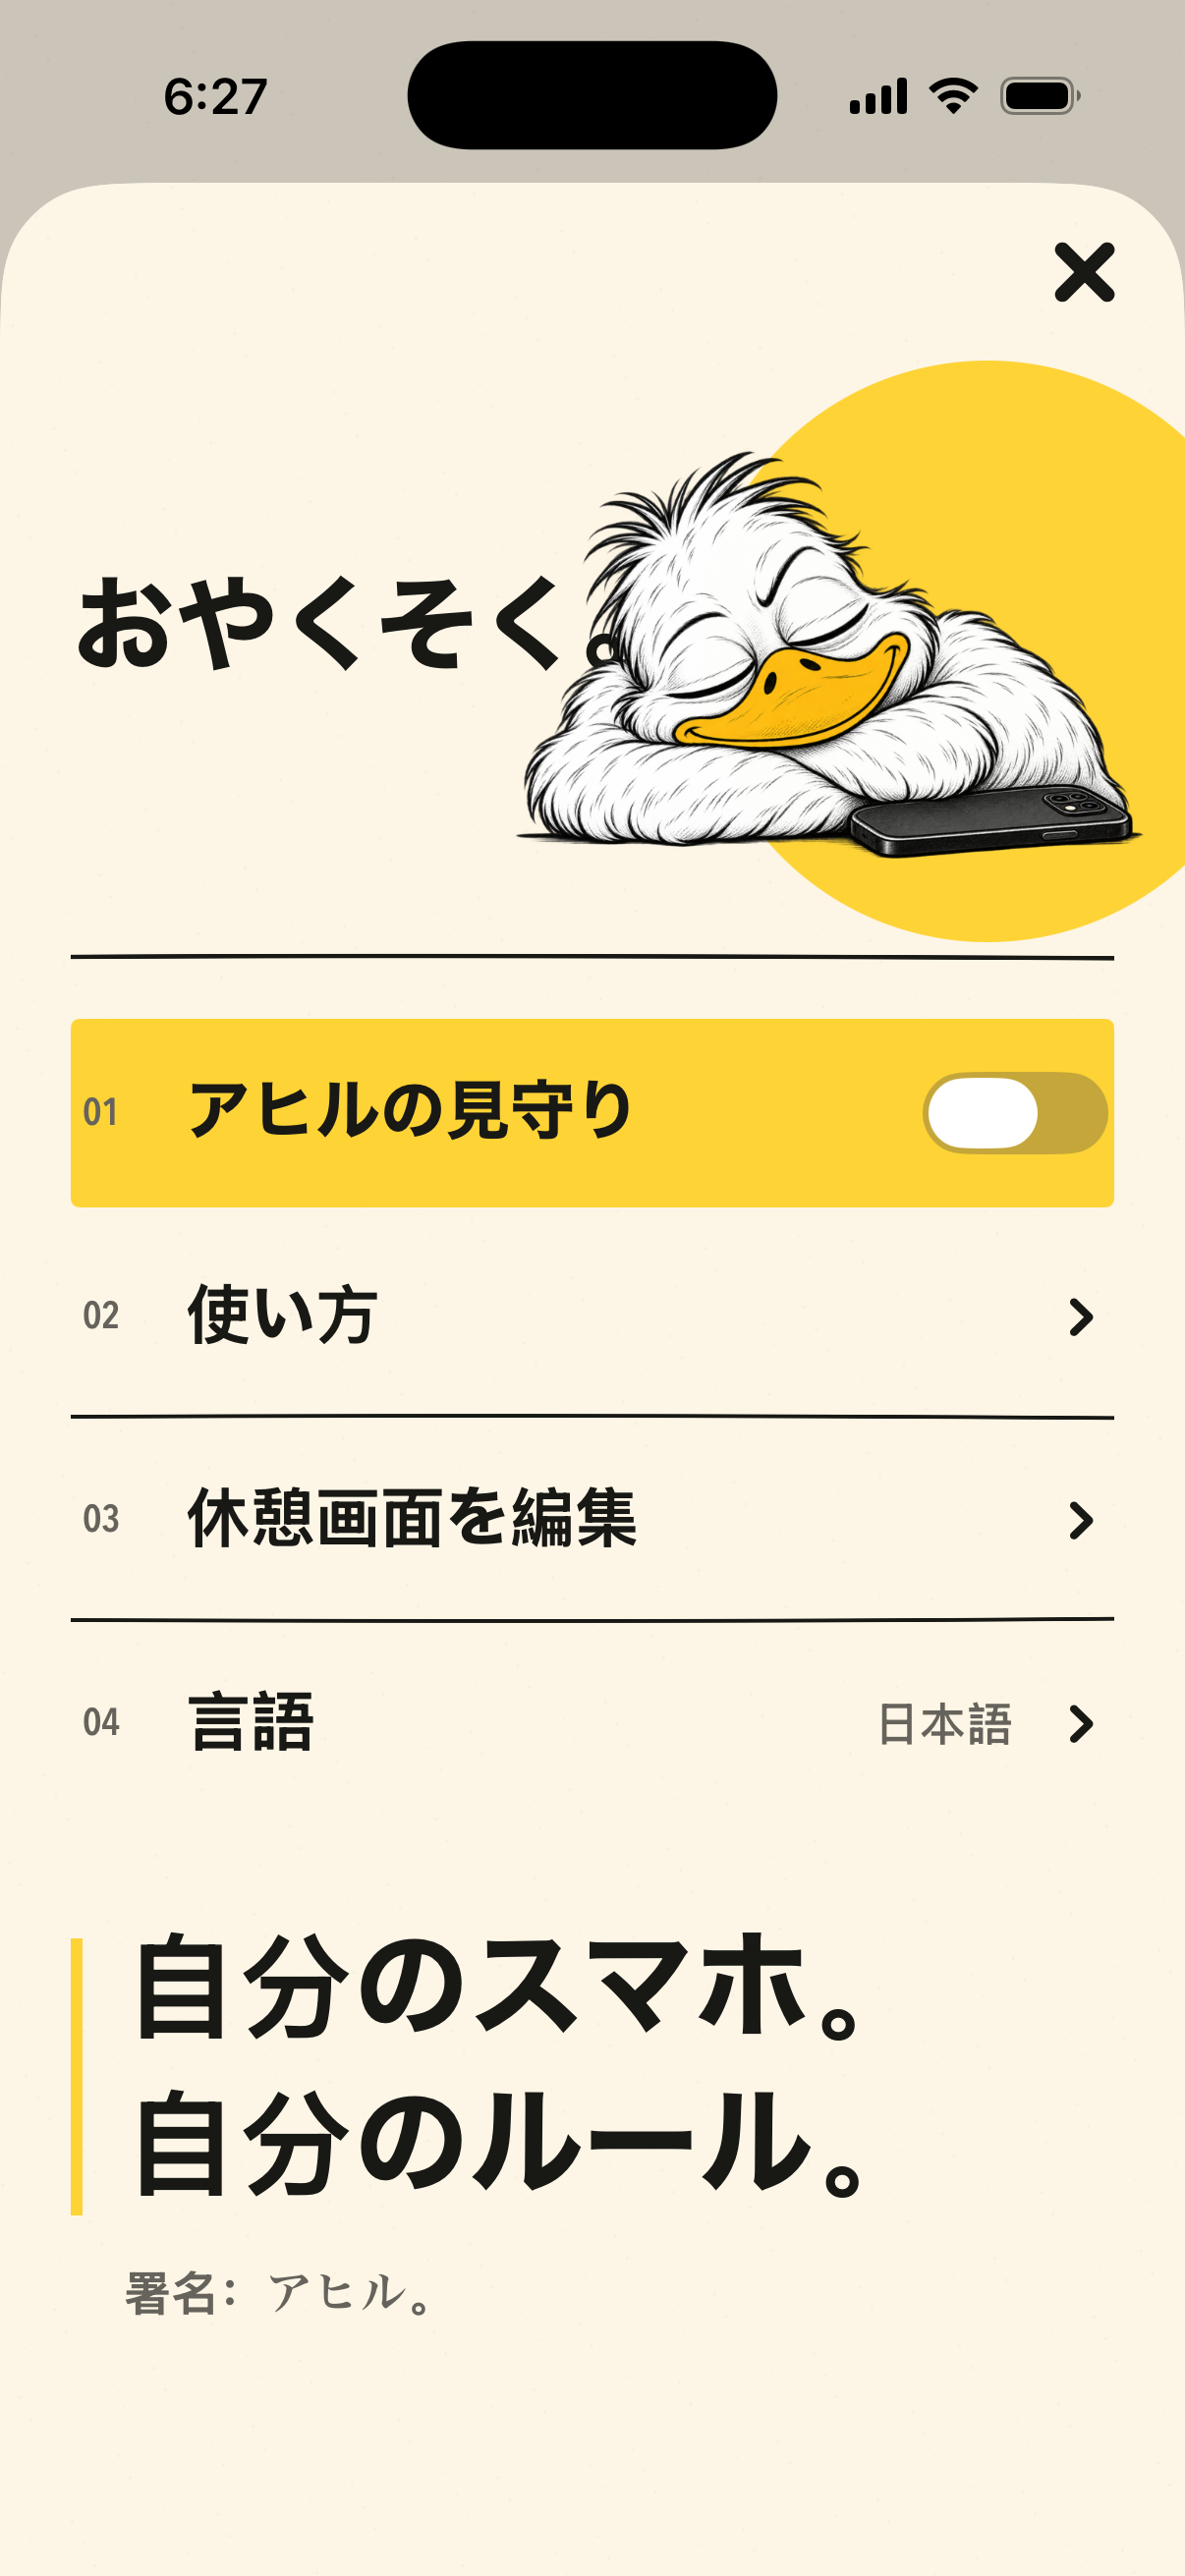 6:27
おやくそく。
01 アヒルの見守り
02 使い方
03 休憩画面を編集
04 言語 日本語
自分のスマホ。
自分のルール。
署名：アヒル。